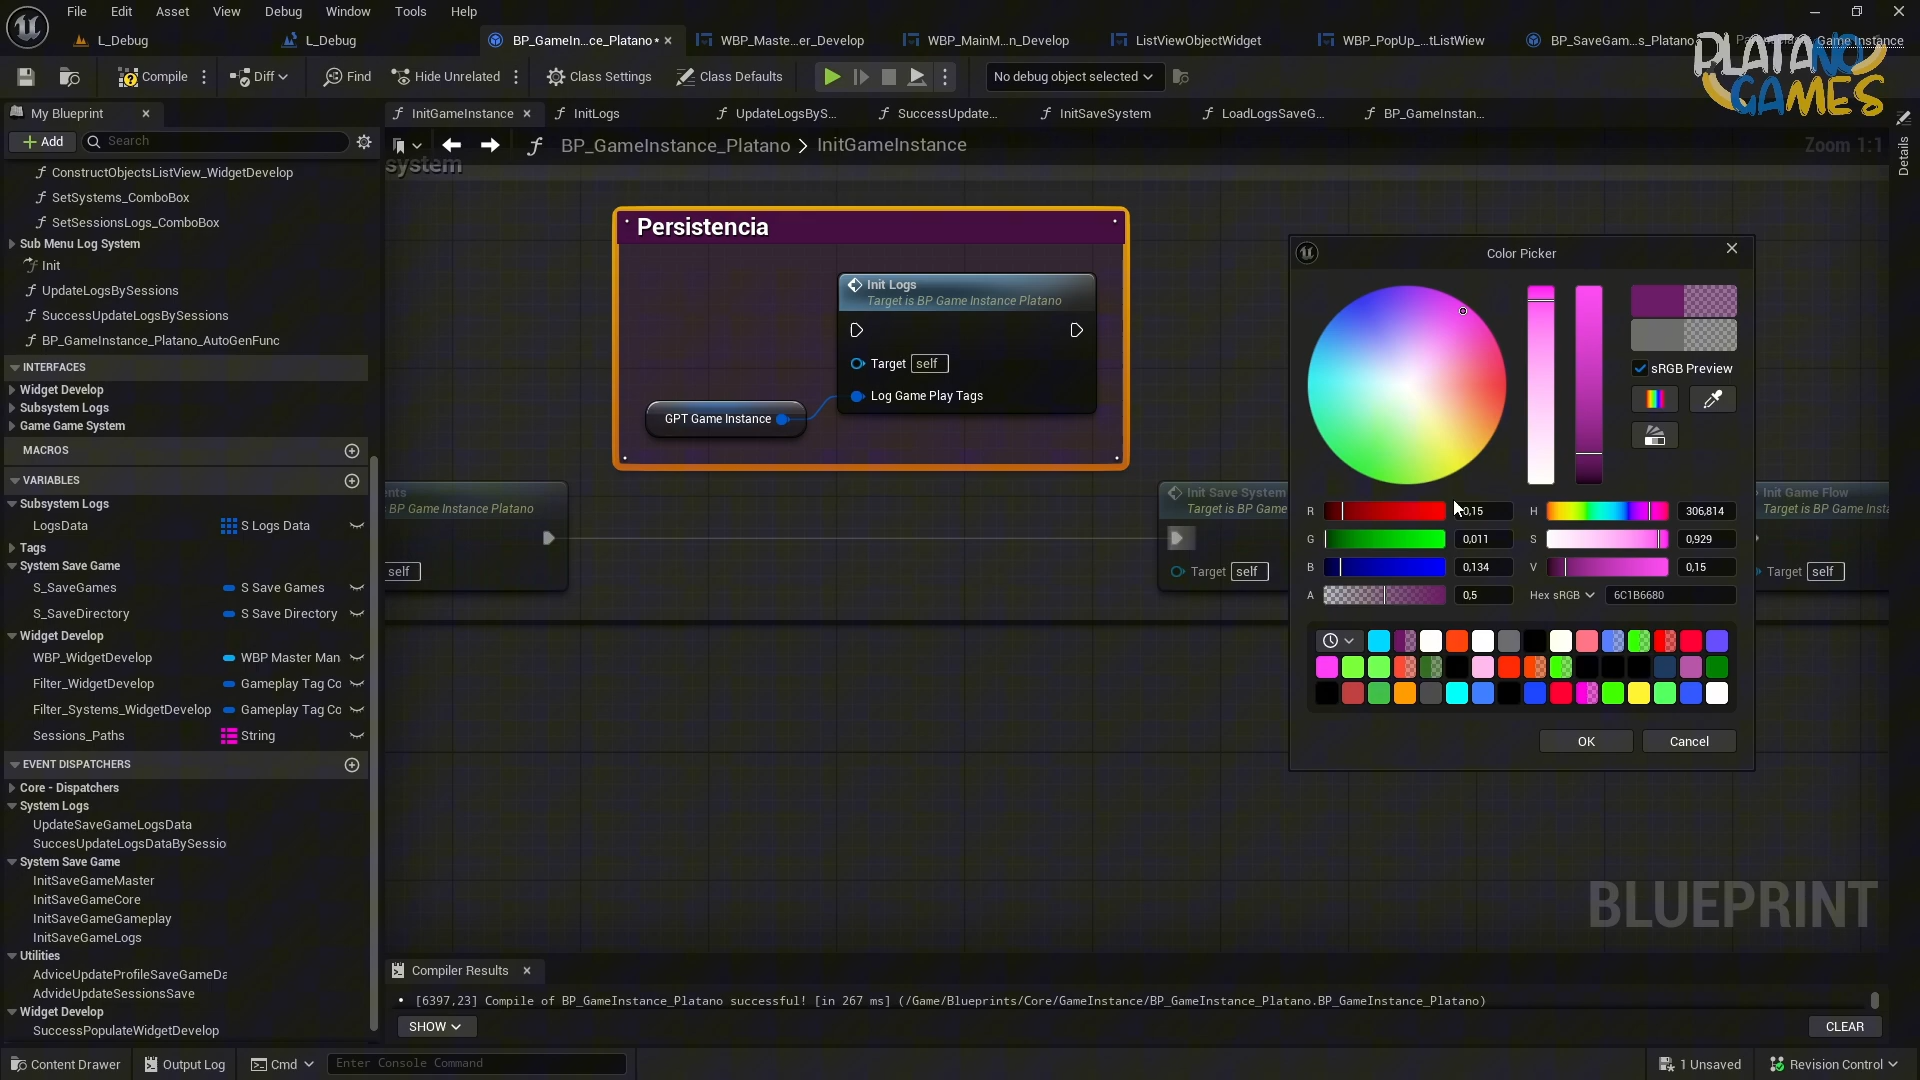 File Edit Asset View Debug Window Tools Help
L_Debug L_Debug BP_GameIn...ce_Platano* WBP_Maste...er_Develop WBP_MainM...n_Develop ListViewObjectWidget WBP_PopUp_...tListWiew BP_SaveGam...s_Platano Game Instance
PLATANO
GAMES
Compile Diff Find Hide Unrelated Class Settings Class Defaults No debug object selected
My Blueprint InitGameInstance InitLogs UpdateLogsByS... SuccessUpdate... InitSaveSystem LoadLogsSaveG... BP_GameInstan...
Add Search BP_GameInstance_Platano > InitGameInstance Zoom 1:1
Details
system
ConstructObjectsListView_WidgetDevelop
SetSystems_ComboBox
SetSessionsLogs_ComboBox
Sub Menu Log System
Init
UpdateLogsBySessions
SuccessUpdateLogsBySessions
BP_GameInstance_Platano_AutoGenFunc
INTERFACES
Widget Develop
Subsystem Logs
Game Game System
MACROS
VARIABLES
Subsystem Logs
LogsData S Logs Data
Tags
System Save Game
S_SaveGames S Save Games
S_SaveDirectory S Save Directory
Widget Develop
WBP_WidgetDevelop WBP Master Man
Filter_WidgetDevelop Gameplay Tag Co
Filter_Systems_WidgetDevelop Gameplay Tag Co
Sessions_Paths String
EVENT DISPATCHERS
Core - Dispatchers
System Logs
UpdateSaveGameLogsData
SuccesUpdateLogsDataBySessio
System Save Game
InitSaveGameMaster
InitSaveGameCore
InitSaveGameGameplay
InitSaveGameLogs
Utilities
AdviceUpdateProfileSaveGameDa
AdvideUpdateSessionsSave
Widget Develop
SuccessPopulateWidgetDevelop
Persistencia
Init Logs
Target is BP Game Instance Platano
Target self
Log Game Play Tags
GPT Game Instance
ents
BP Game Instance Platano
self
Init Save System
Target is BP Game
Target self
Init Game Flow
Target is BP Game Insta
Target self
Color Picker
sRGB Preview
R 0,15 H 306,814
G 0,011 S 0,929
B 0,134 V 0,15
A 0,5 Hex sRGB 6C1B6680
OK Cancel
BLUEPRINT
Compiler Results
• [6397,23] Compile of BP_GameInstance_Platano successful! [in 267 ms] (/Game/Blueprints/Core/GameInstance/BP_GameInstance_Platano.BP_GameInstance_Platano)
SHOW CLEAR
Content Drawer Output Log Cmd Enter Console Command 1 Unsaved Revision Control